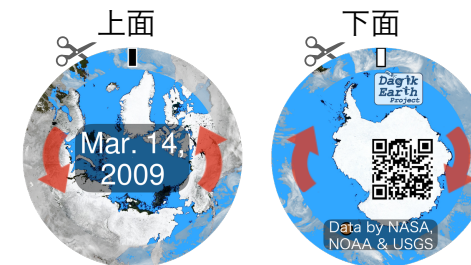 上面
下面
Mar. 14,
2009
Dagik
Earth
Project
Data by NASA,
NOAA & USGS